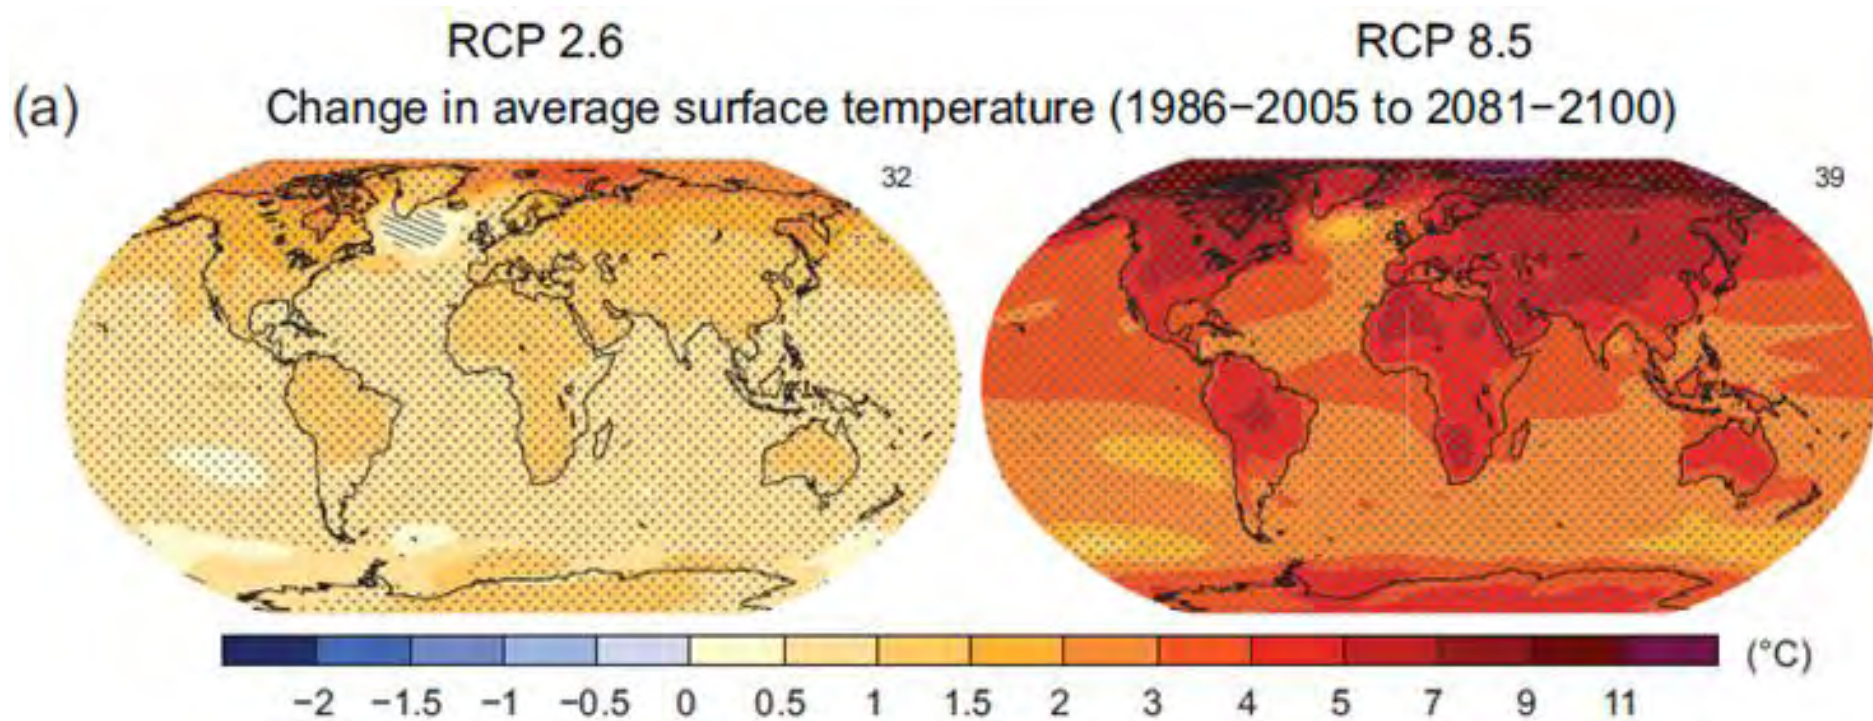 RCP 2.6 RCP 8.5
(a) Change in average surface temperature (1986−2005 to 2081−2100)
32 39
(°C)
−2 −1.5 −1 −0.5 0 0.5 1 1.5 2 3 4 5 7 9 11